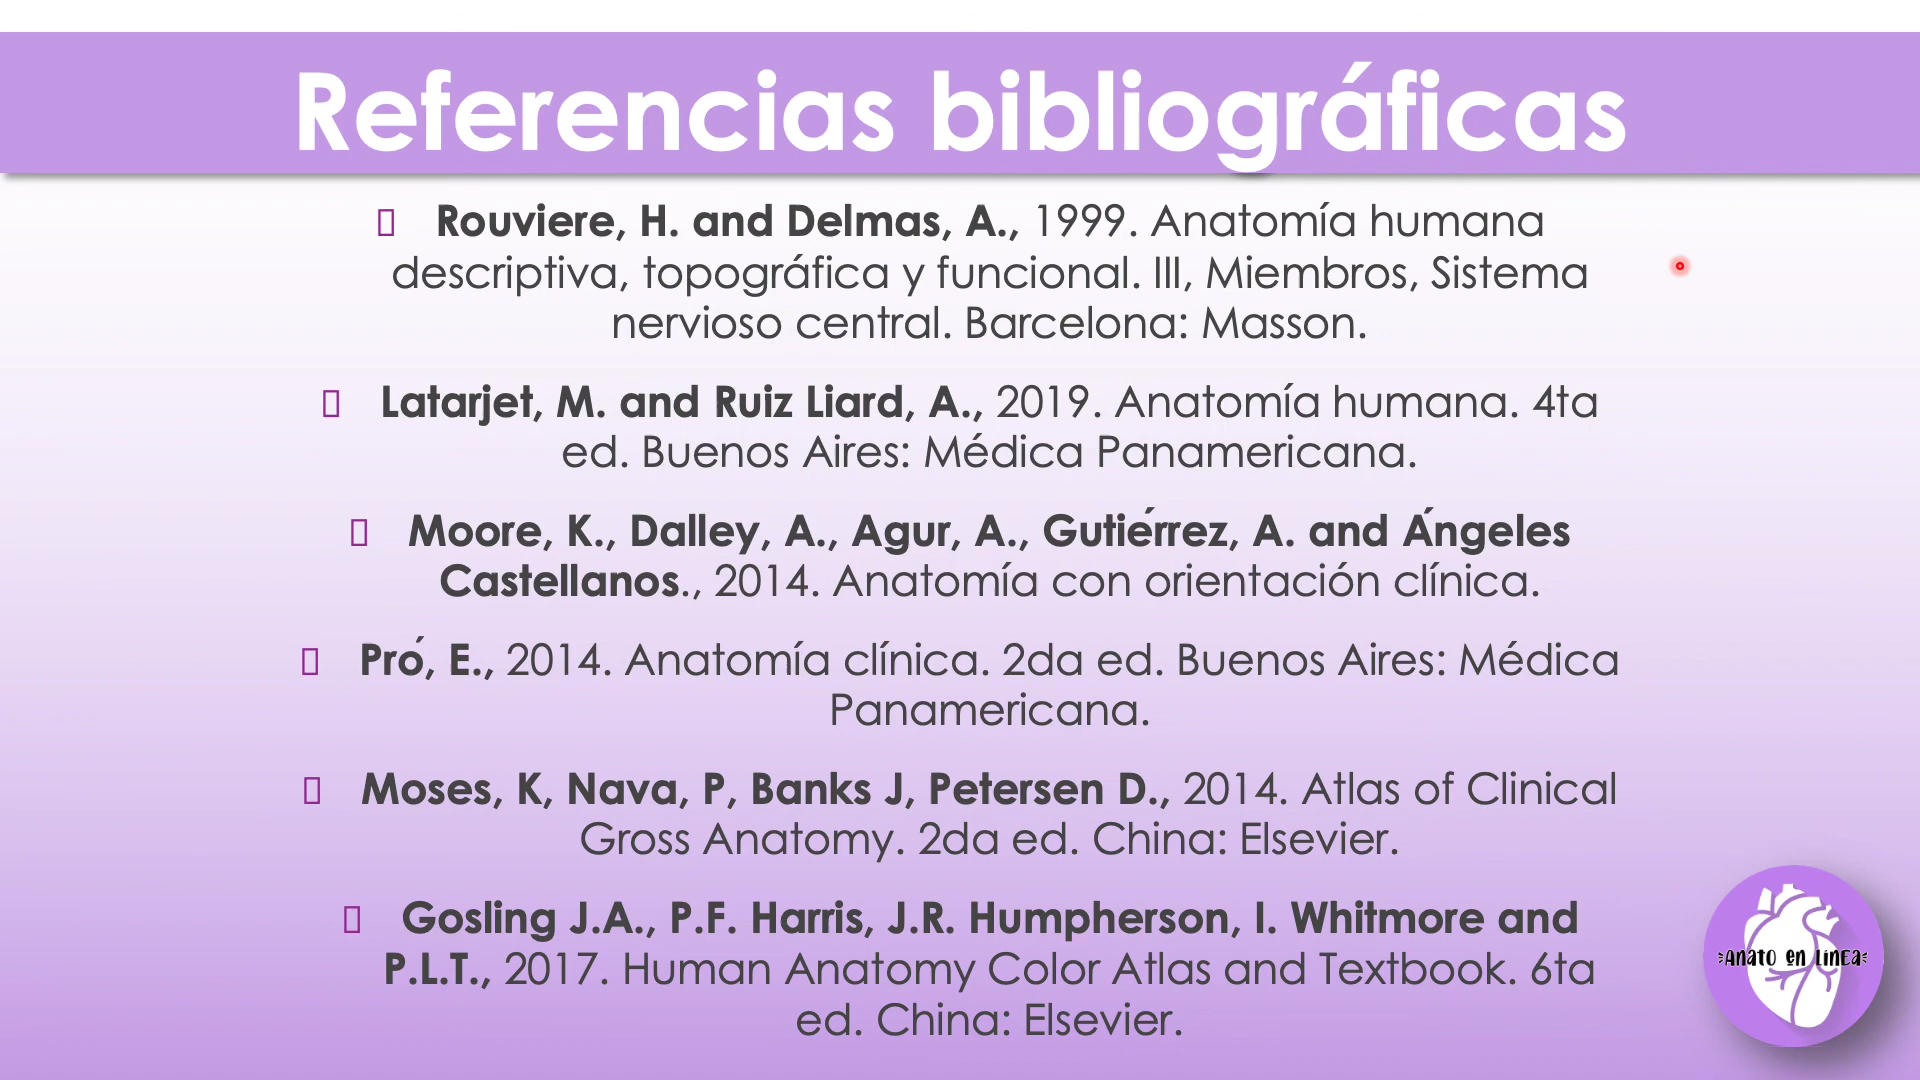 Referencias bibliográficas
Rouviere, H. and Delmas, A., 1999. Anatomía humana
descriptiva, topográfica y funcional. III, Miembros, Sistema
nervioso central. Barcelona: Masson.
Latarjet, M. and Ruiz Liard, A., 2019. Anatomía humana. 4ta
ed. Buenos Aires: Médica Panamericana.
Moore, K., Dalley, A., Agur, A., Gutiérrez, A. and Ángeles
Castellanos., 2014. Anatomía con orientación clínica.
Pró, E., 2014. Anatomía clínica. 2da ed. Buenos Aires: Médica
Panamericana.
Moses, K, Nava, P, Banks J, Petersen D., 2014. Atlas of Clinical
Gross Anatomy. 2da ed. China: Elsevier.
Gosling J.A., P.F. Harris, J.R. Humpherson, I. Whitmore and
P.L.T., 2017. Human Anatomy Color Atlas and Textbook. 6ta
ed. China: Elsevier.
ANATO EN LINEA